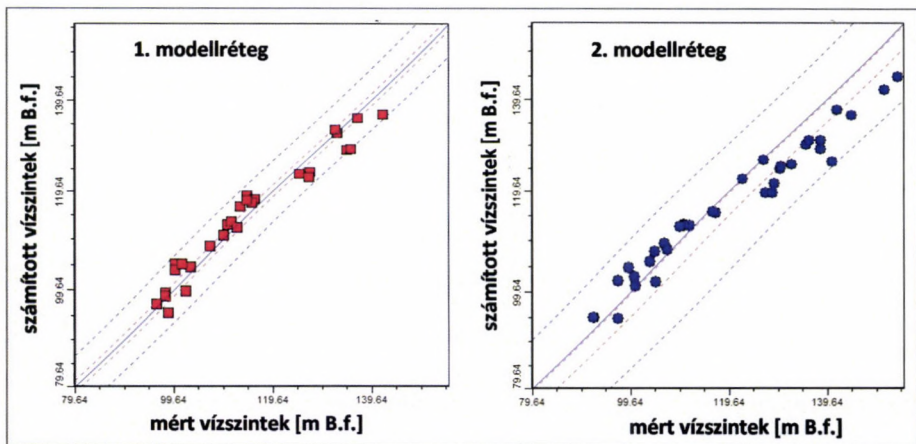 1. modellréteg
számított vízszintek [m B.f.]
139.64
119.64
99.64
79.64
79.64
99.64
119.64
139.64
mért vízszintek [m B.f.]
2. modellréteg
számított vízszintek [m B.f.]
139.64
119.64
99.64
79.64
79.64
99.64
119.64
139.64
mért vízszintek [m B.f.]